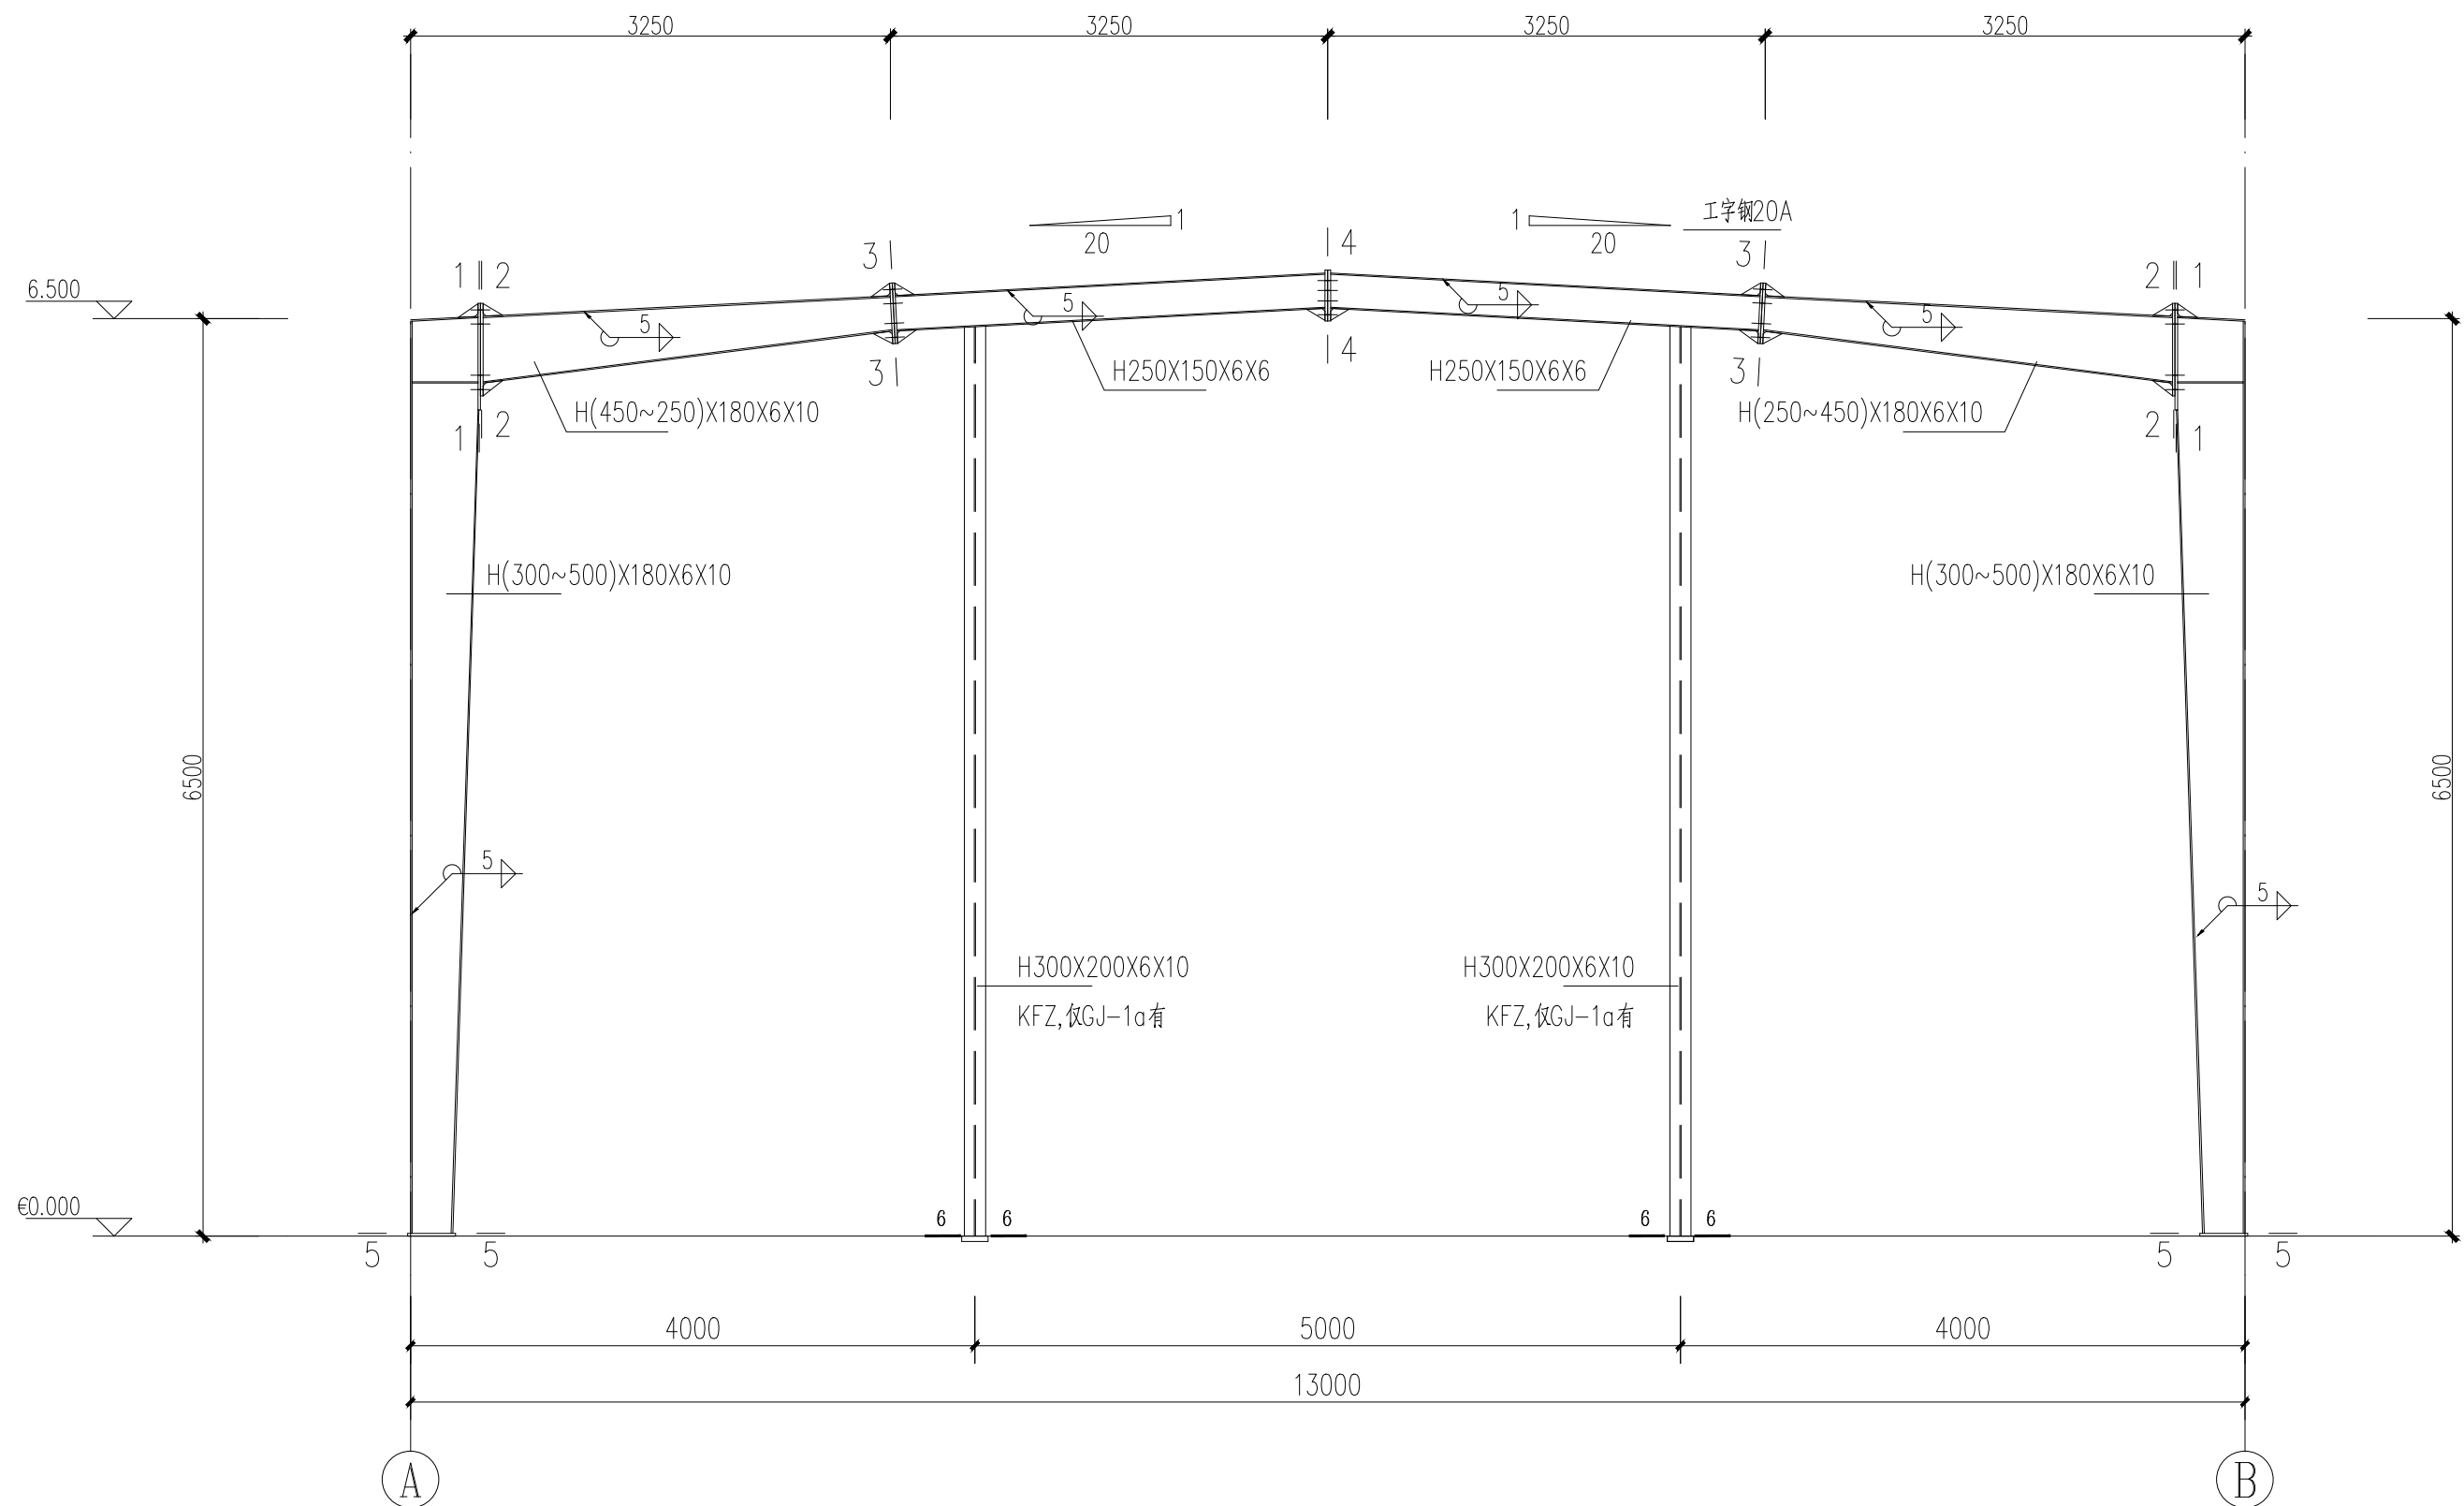 3250 3250 3250 3250
1 1 工字钢20A
20 20
3 4 3
1 2 2 1
6.500
5 5 5 5
3 4 3
H250X150X6X6 H250X150X6X6
H(450~250)X180X6X10 H(250~450)X180X6X10
1 2 2 1
H(300~500)X180X6X10 H(300~500)X180X6X10
6500 6500
5 5
H300X200X6X10 H300X200X6X10
KFZ,仅GJ-1a有 KFZ,仅GJ-1a有
€0.000
6 6 6 6
5 5 5 5
4000 5000 4000
13000
A B